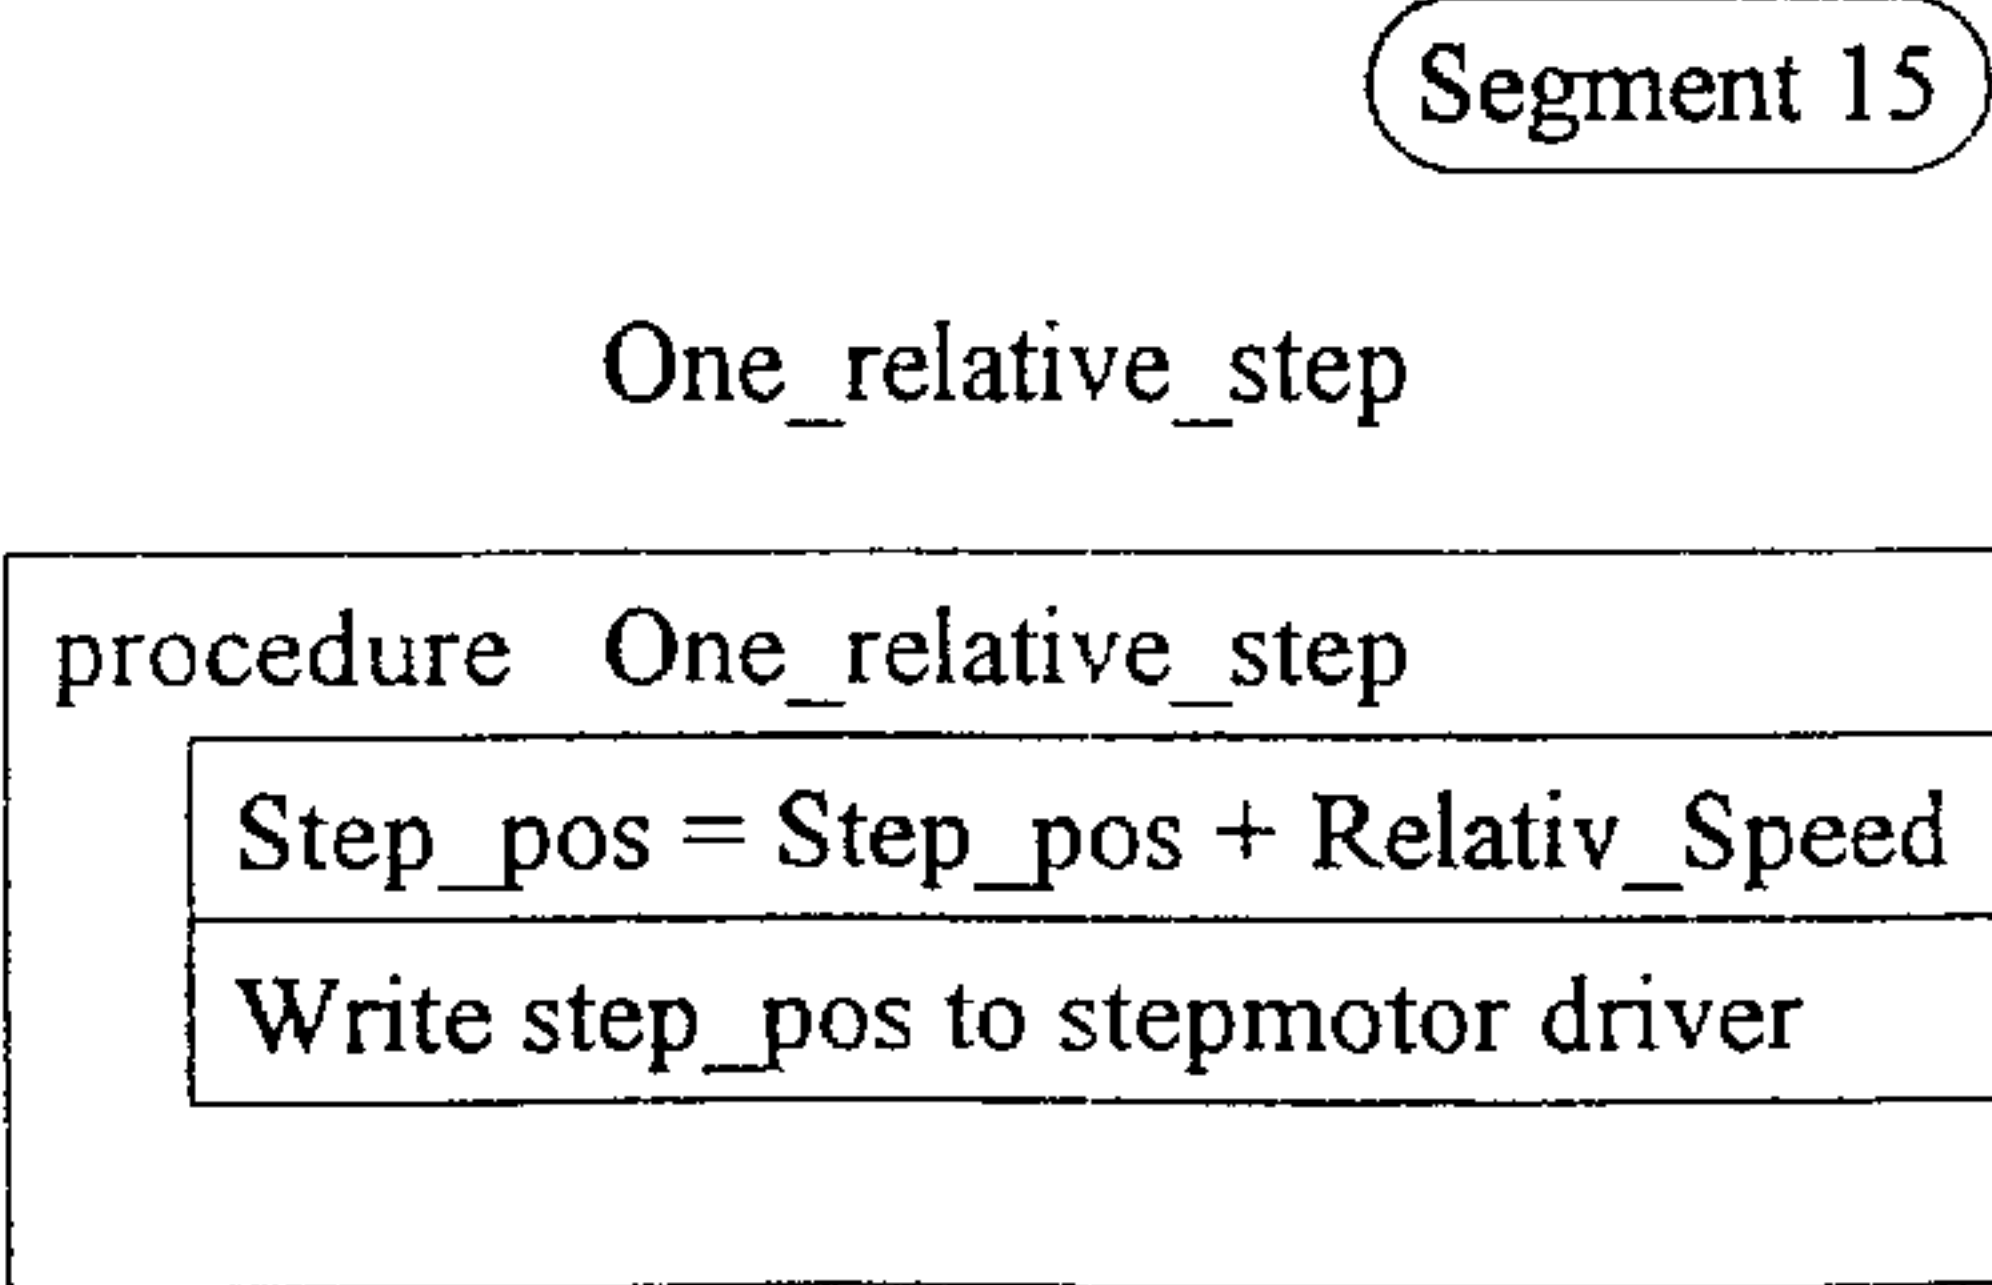 Segment 15
One_relative_step
procedure One_relative_step
Step_pos = Step_pos + Relativ_Speed
Write step_pos to stepmotor driver